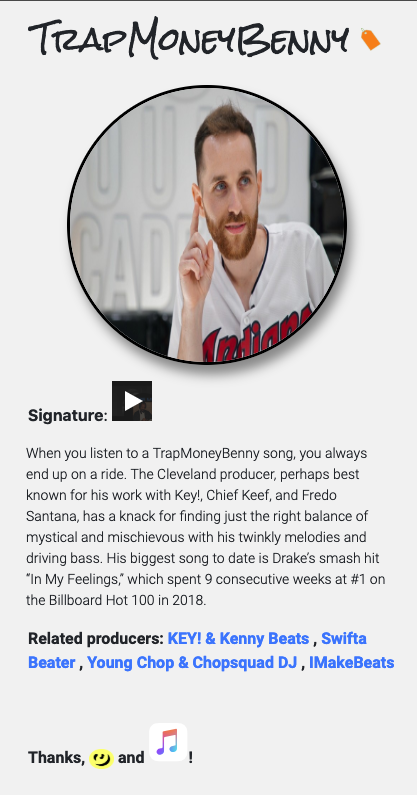 TrapMoneyBenny
OUND
CADE
Indians
Signature:
When you listen to a TrapMoneyBenny song, you always
end up on a ride. The Cleveland producer, perhaps best
known for his work with Key!, Chief Keef, and Fredo
Santana, has a knack for finding just the right balance of
mystical and mischievous with his twinkly melodies and
driving bass. His biggest song to date is Drake's smash hit
"In My Feelings," which spent 9 consecutive weeks at #1 on
the Billboard Hot 100 in 2018.
Related producers: KEY! & Kenny Beats , Swifta
Beater , Young Chop & Chopsquad DJ , IMakeBeats
Thanks, and !